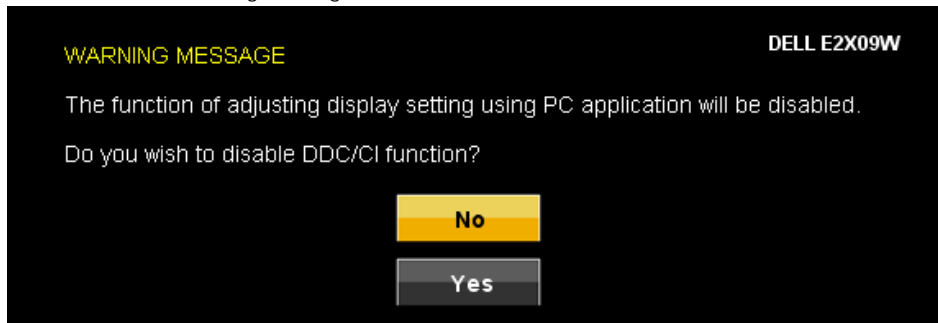 WARNING MESSAGE
DELL E2X09W
The function of adjusting display setting using PC application will be disabled.
Do you wish to disable DDC/CI function?
No
Yes